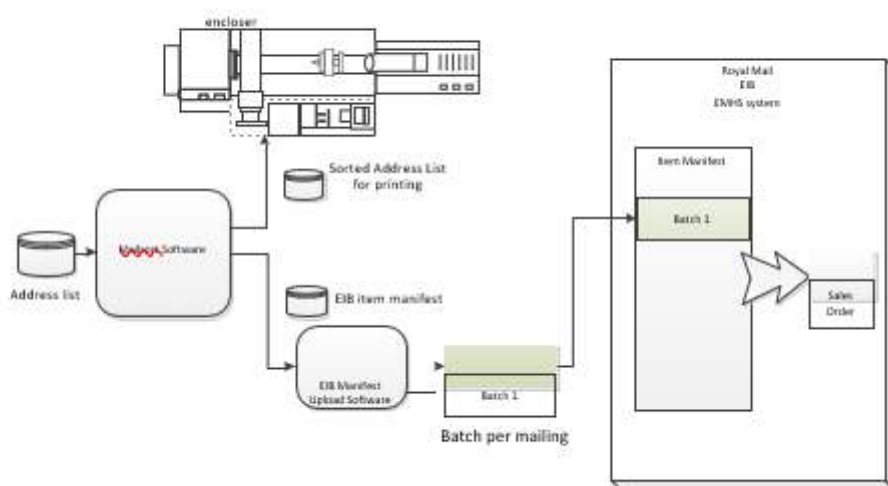 encloser
Royal Mail
EIB
EMHS system
Sorted Address List
for printing
Item Manifest
Batch 1
Software
Address list
EIB item manifest
Sales
Order
EIB Manifest
Upload Software
Batch 1
Batch per mailing